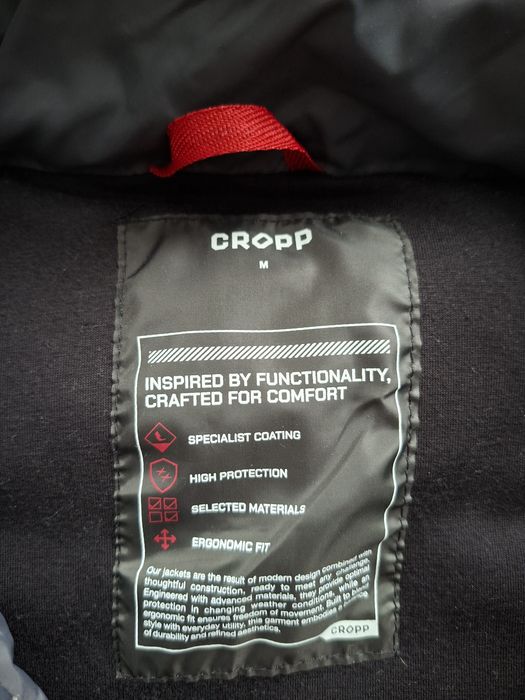 CROPP
M
INSPIRED BY FUNCTIONALITY,
CRAFTED FOR COMFORT
SPECIALIST COATING
HIGH PROTECTION
SELECTED MATERIALS
ERGONOMIC FIT
Our jackets are the result of modern design combined with
thoughtful construction, ready to meet any challenge.
Engineered with advanced materials, they provide optimal
protection in changing weather conditions, while an
ergonomic fit ensures freedom of movement. Built to blend
style with everyday utility, this garment embodies a
of durability and refined aesthetics.
CROPP